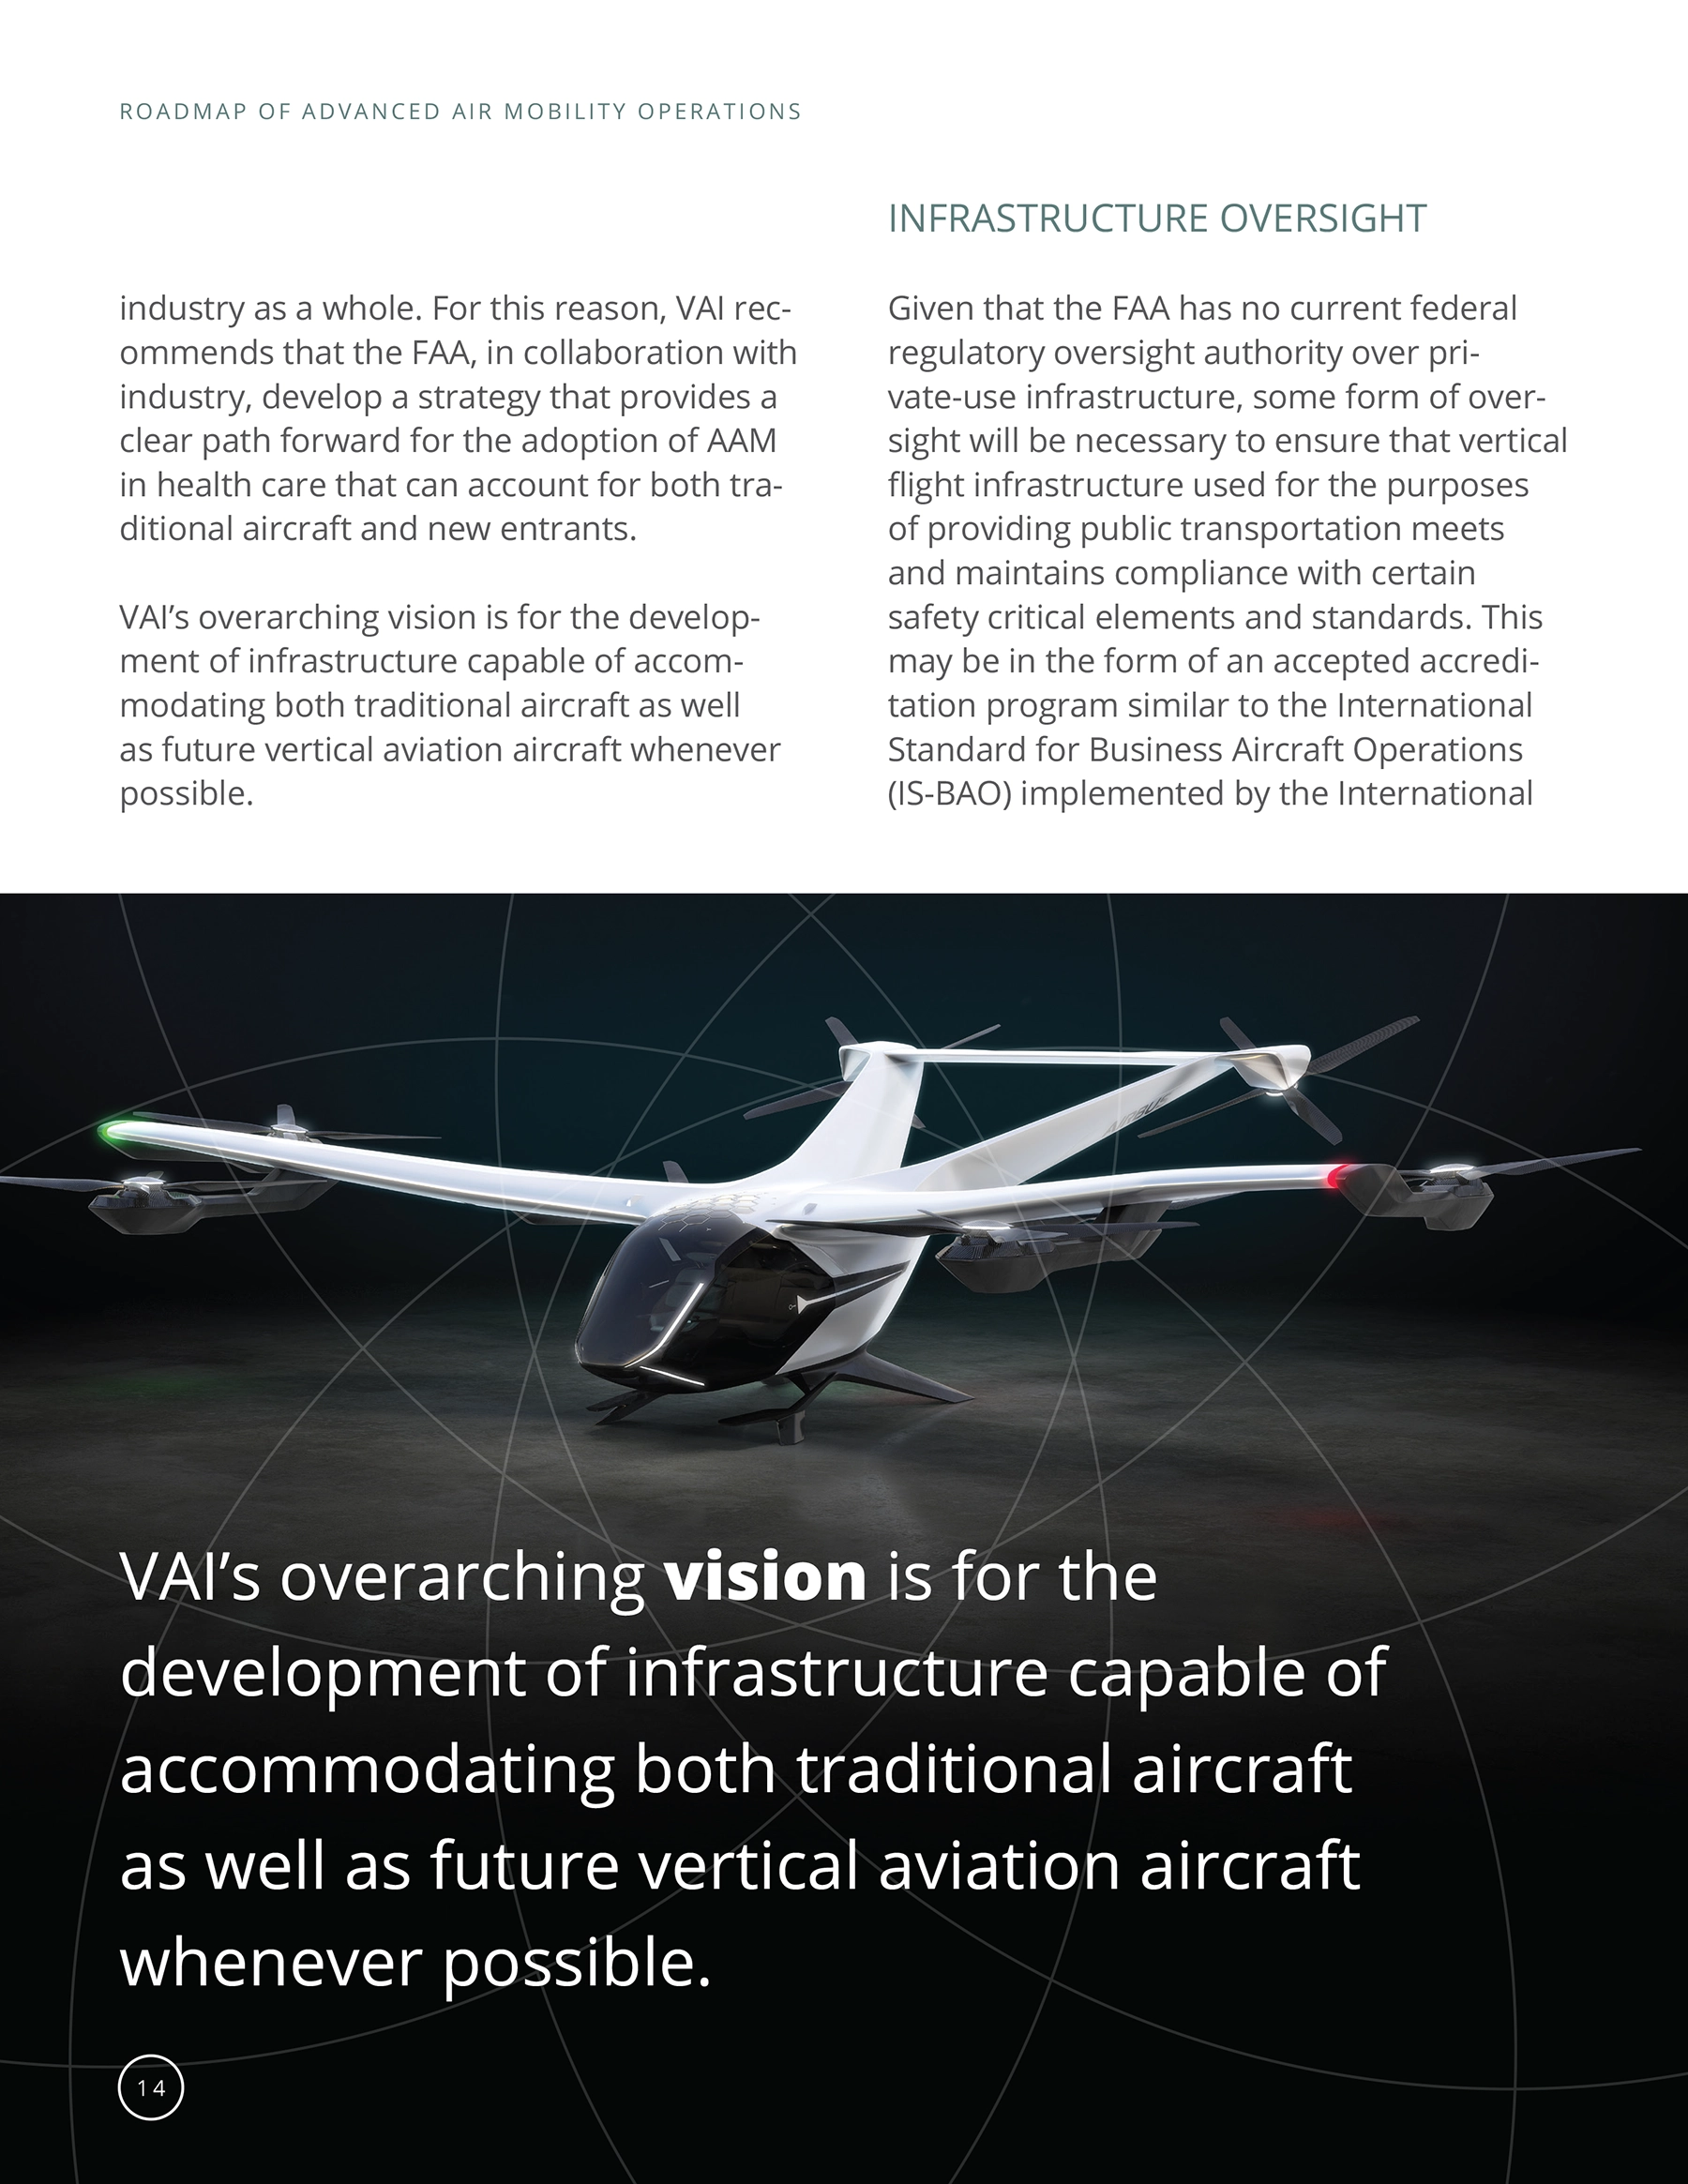 ROADMAP OF ADVANCED AIR MOBILITY OPERATIONS
industry as a whole. For this reason, VAI rec-
ommends that the FAA, in collaboration with
industry, develop a strategy that provides a
clear path forward for the adoption of AAM
in health care that can account for both tra-
ditional aircraft and new entrants.
VAI’s overarching vision is for the develop-
ment of infrastructure capable of accom-
modating both traditional aircraft as well
as future vertical aviation aircraft whenever
possible.
INFRASTRUCTURE OVERSIGHT
Given that the FAA has no current federal
regulatory oversight authority over pri-
vate-use infrastructure, some form of over-
sight will be necessary to ensure that vertical
flight infrastructure used for the purposes
of providing public transportation meets
and maintains compliance with certain
safety critical elements and standards. This
may be in the form of an accepted accredi-
tation program similar to the International
Standard for Business Aircraft Operations
(IS-BAO) implemented by the International
AIRBUS
VAI’s overarching vision is for the
development of infrastructure capable of
accommodating both traditional aircraft
as well as future vertical aviation aircraft
whenever possible.
14